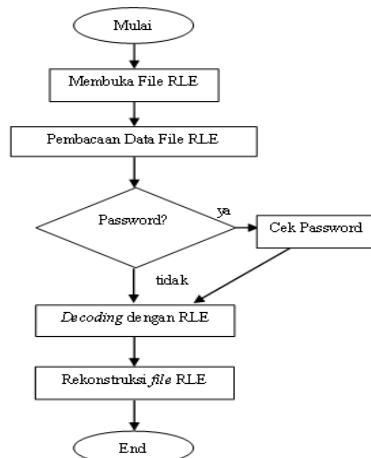 Mulai
Membuka File RLE
Pembacaan Data File RLE
Password?
ya
Cek Password
tidak
Decoding dengan RLE
Rekonstruksi file RLE
End